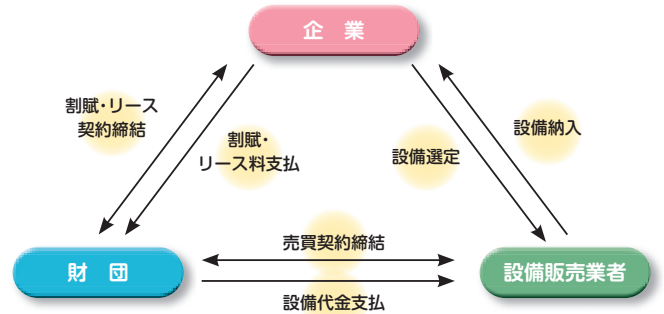 企　業
割賦・リース
契約締結
割賦・
リース料支払
設備選定
設備納入
売買契約締結
財　団
設備販売業者
設備代金支払